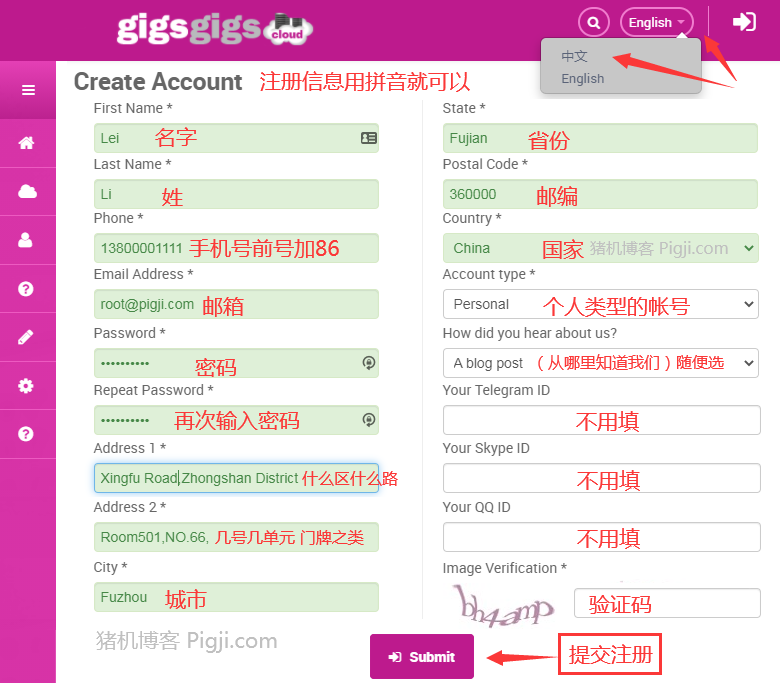 gigsgigs cloud
English
中文
English
Create Account 注册信息用拼音就可以
First Name *
Lei 名字
Last Name *
Li 姓
Phone *
13800001111 手机号前号加86
Email Address *
root@pigji.com 邮箱
Password *
•••••••••• 密码
Repeat Password *
•••••••••• 再次输入密码
Address 1 *
Xingfu Road,Zhongshan District 什么区什么路
Address 2 *
Room501,NO.66, 几号几单元 门牌之类
City *
Fuzhou 城市
State *
Fujian 省份
Postal Code *
360000 邮编
Country *
China 国家 猪机博客 Pigji.com
Account type *
Personal 个人类型的帐号
How did you hear about us?
A blog post （从哪里知道我们）随便选
Your Telegram ID
不用填
Your Skype ID
不用填
Your QQ ID
不用填
Image Verification *
bh4amp 验证码
猪机博客 Pigji.com
Submit 提交注册